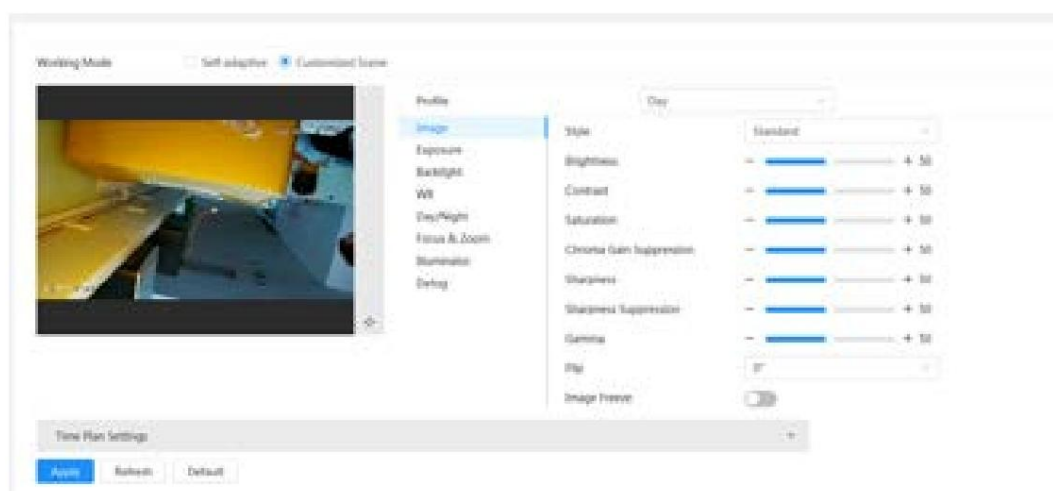 Working Mode Self-adaptive Customized Scene
Profile Day
Image Style Standard
Exposure Brightness - + 50
Backlight
WB Contrast - + 50
Day/Night Saturation - + 50
Focus & Zoom
Illuminator Chroma Gain Suppression - + 50
Defog Sharpness - + 50
Sharpness Suppression - + 50
Gamma - + 50
Flip 0°
Image Freeze
Time Plan Settings
Apply Refresh Default